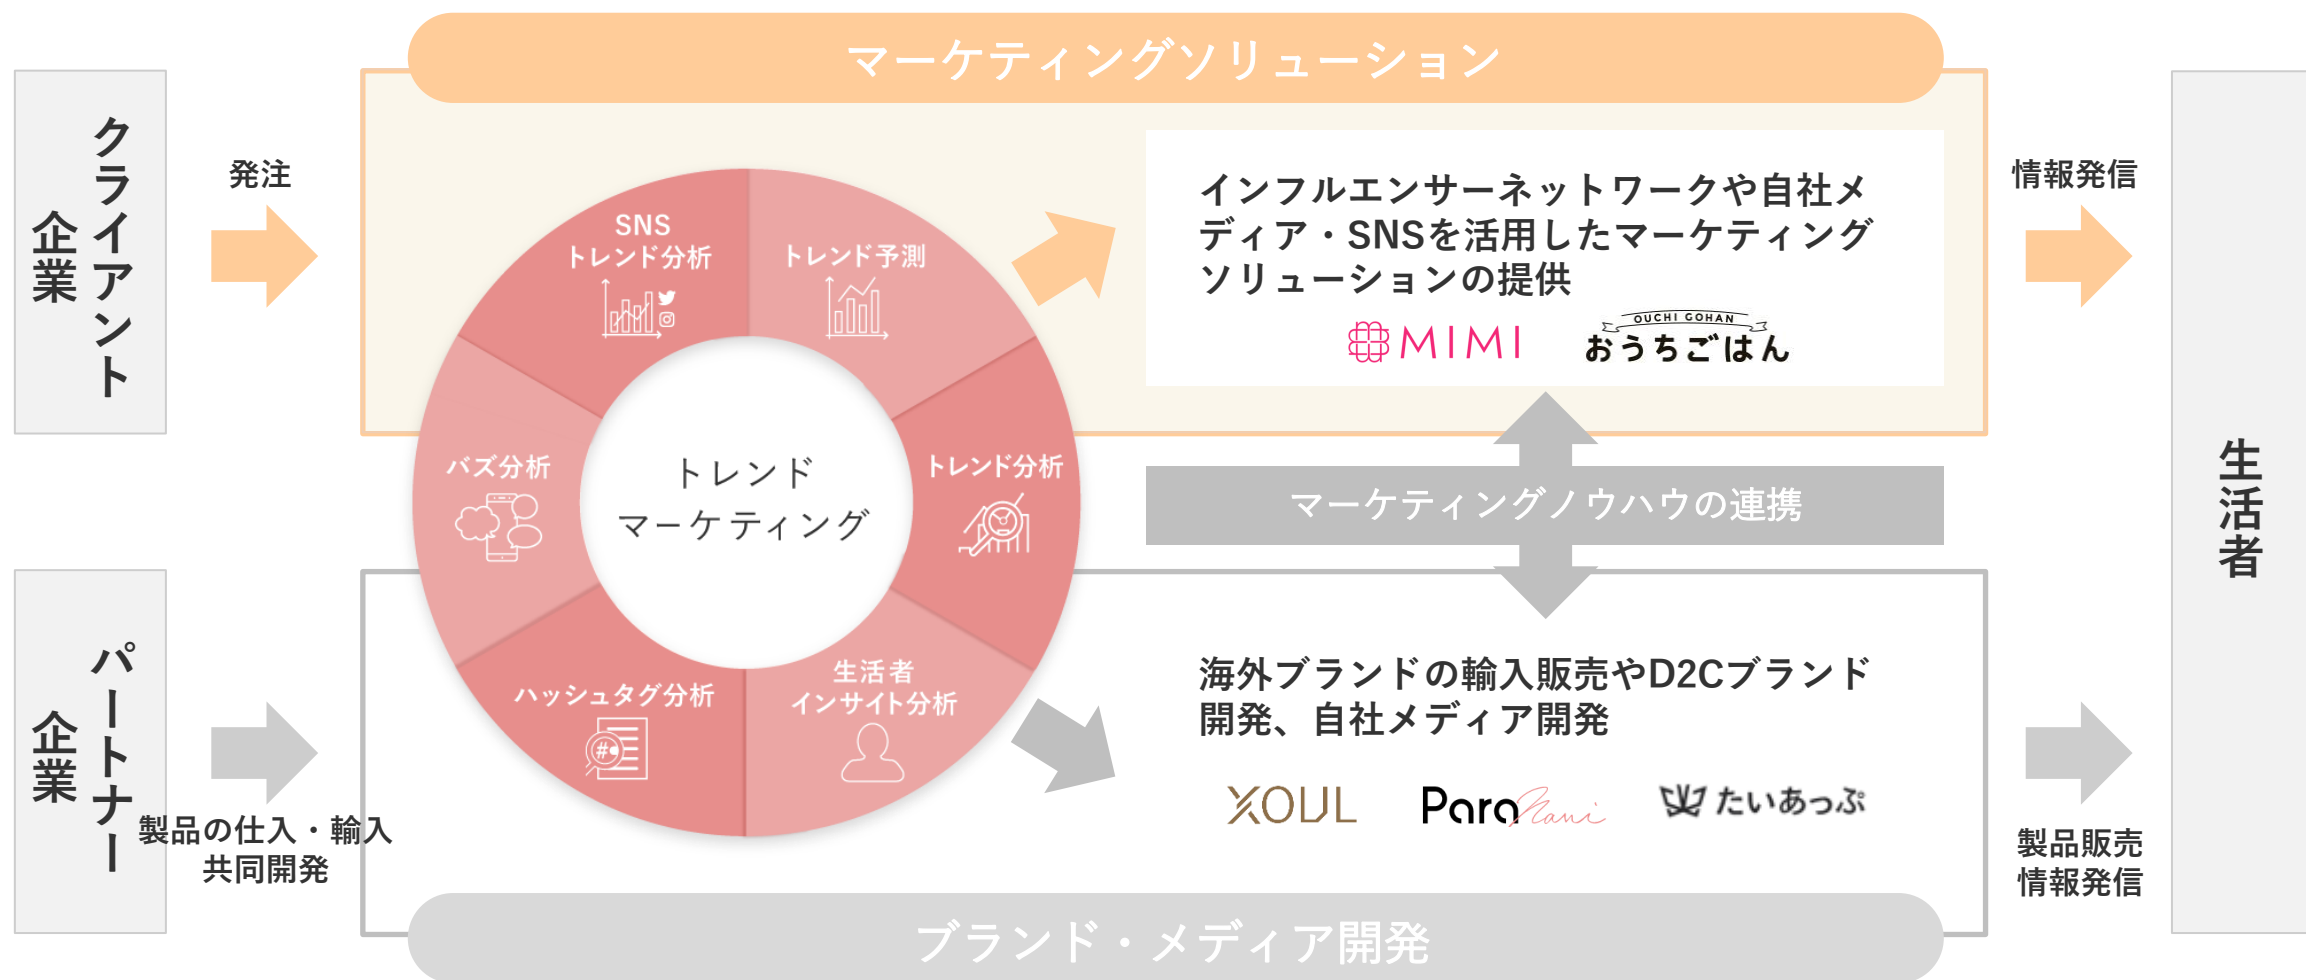 マーケティングソリューション
クライアント
企業
発注
SNS
トレンド分析
トレンド予測
トレンド分析
生活者
インサイト分析
ハッシュタグ分析
#
バズ分析
トレンド
マーケティング
インフルエンサーネットワークや自社メ
ディア・SNSを活用したマーケティング
ソリューションの提供
MIMI
OUCHI GOHAN
おうちごはん
情報発信
マーケティングノウハウの連携
生活者
パートナー
企業
製品の仕入・輸入
共同開発
海外ブランドの輸入販売やD2Cブランド
開発、自社メディア開発
XOUL
ParaNani
たいあっぷ
製品販売
情報発信
ブランド・メディア開発